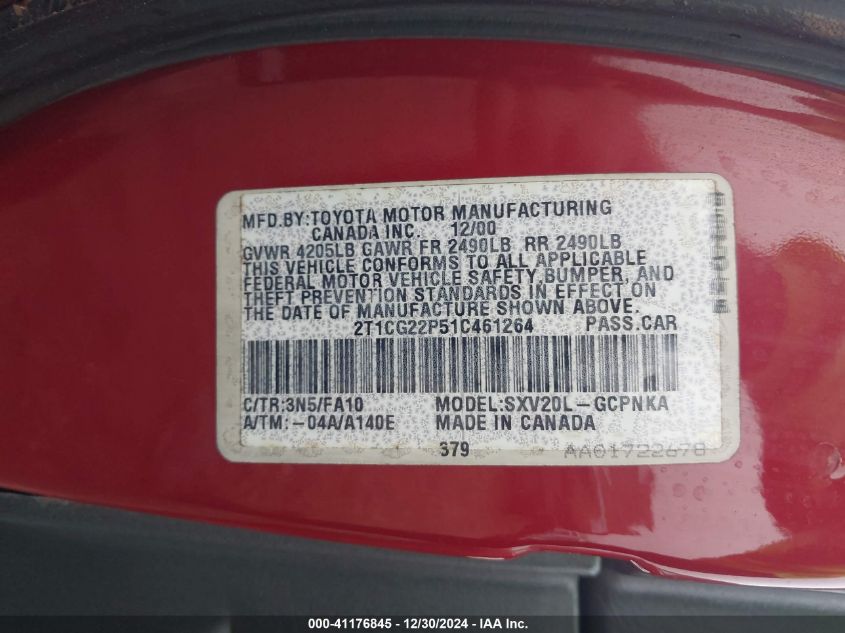 MFD.BY:TOYOTA MOTOR MANUFACTURING
CANADA INC. 12/00
GVWR 4205LB GAWR FR 2490LB RR 2490LB
THIS VEHICLE CONFORMS TO ALL APPLICABLE
FEDERAL MOTOR VEHICLE SAFETY,BUMPER, AND
THEFT PREVENTION STANDARDS IN EFFECT ON
THE DATE OF MANUFACTURE SHOWN ABOVE.
2T1CG22P51C461264 PASS.CAR
C/TR:3N5/FA10 MODEL:SXV20L-GCPNKA
A/TM:-04A/A140E MADE IN CANADA
379 AA01722678
000-41176845 - 12/30/2024 - IAA Inc.